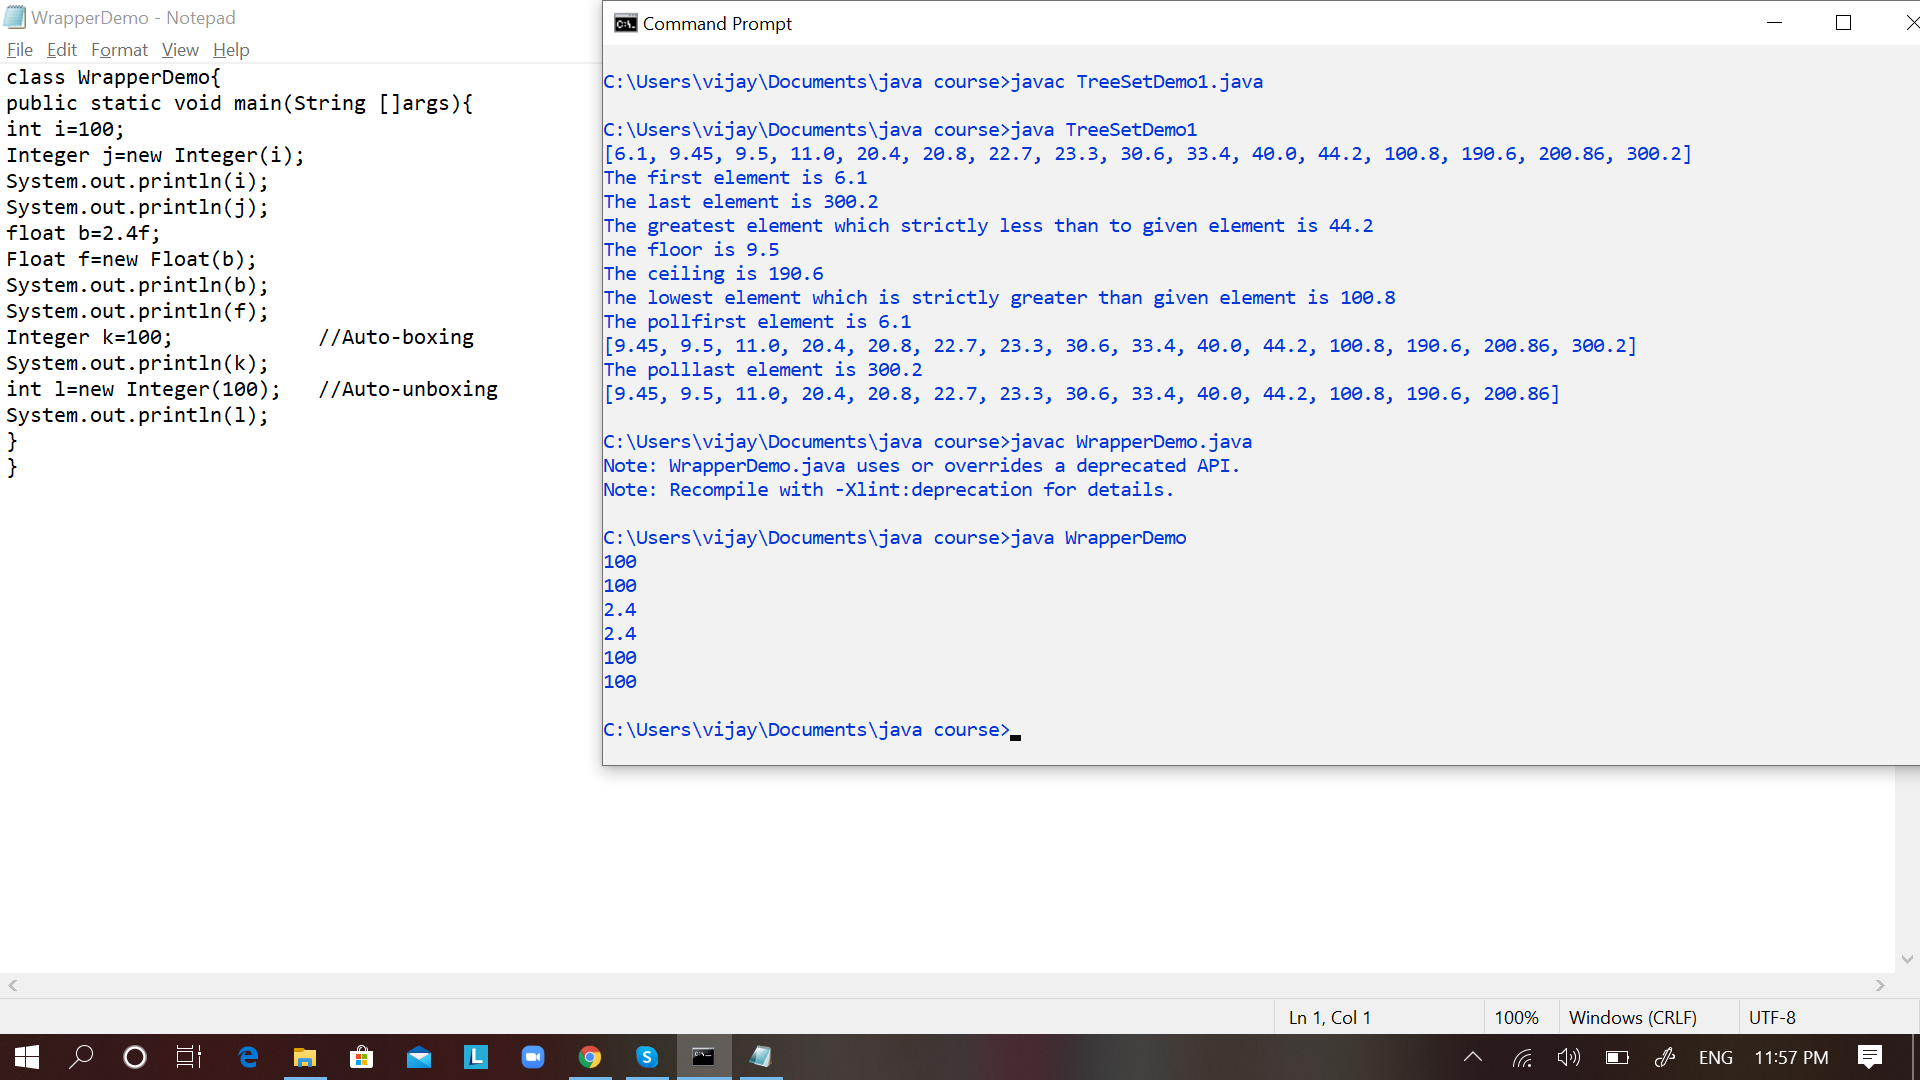 WrapperDemo - Notepad
File Edit Format View Help
class WrapperDemo{
public static void main(String []args){
int i=100;
Integer j=new Integer(i);
System.out.println(i);
System.out.println(j);
float b=2.4f;
Float f=new Float(b);
System.out.println(b);
System.out.println(f);
Integer k=100; //Auto-boxing
System.out.println(k);
int l=new Integer(100); //Auto-unboxing
System.out.println(l);
}
}
Command Prompt
C:\Users\vijay\Documents\java course>javac TreeSetDemo1.java
C:\Users\vijay\Documents\java course>java TreeSetDemo1
[6.1, 9.45, 9.5, 11.0, 20.4, 20.8, 22.7, 23.3, 30.6, 33.4, 40.0, 44.2, 100.8, 190.6, 200.86, 300.2]
The first element is 6.1
The last element is 300.2
The greatest element which strictly less than to given element is 44.2
The floor is 9.5
The ceiling is 190.6
The lowest element which is strictly greater than given element is 100.8
The pollfirst element is 6.1
[9.45, 9.5, 11.0, 20.4, 20.8, 22.7, 23.3, 30.6, 33.4, 40.0, 44.2, 100.8, 190.6, 200.86, 300.2]
The polllast element is 300.2
[9.45, 9.5, 11.0, 20.4, 20.8, 22.7, 23.3, 30.6, 33.4, 40.0, 44.2, 100.8, 190.6, 200.86]
C:\Users\vijay\Documents\java course>javac WrapperDemo.java
Note: WrapperDemo.java uses or overrides a deprecated API.
Note: Recompile with -Xlint:deprecation for details.
C:\Users\vijay\Documents\java course>java WrapperDemo
100
100
2.4
2.4
100
100
C:\Users\vijay\Documents\java course>
Ln 1, Col 1 100% Windows (CRLF) UTF-8
ENG 11:57 PM